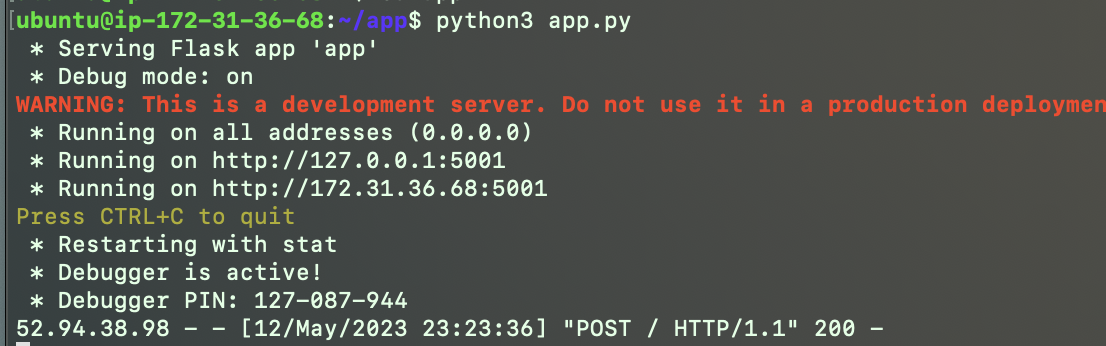 [ubuntu@ip-172-31-36-68:~/app$ python3 app.py
* Serving Flask app 'app'
* Debug mode: on
WARNING: This is a development server. Do not use it in a production deploymen
* Running on all addresses (0.0.0.0)
* Running on http://127.0.0.1:5001
* Running on http://172.31.36.68:5001
Press CTRL+C to quit
* Restarting with stat
* Debugger is active!
* Debugger PIN: 127-087-944
52.94.38.98 - - [12/May/2023 23:23:36] "POST / HTTP/1.1" 200 -